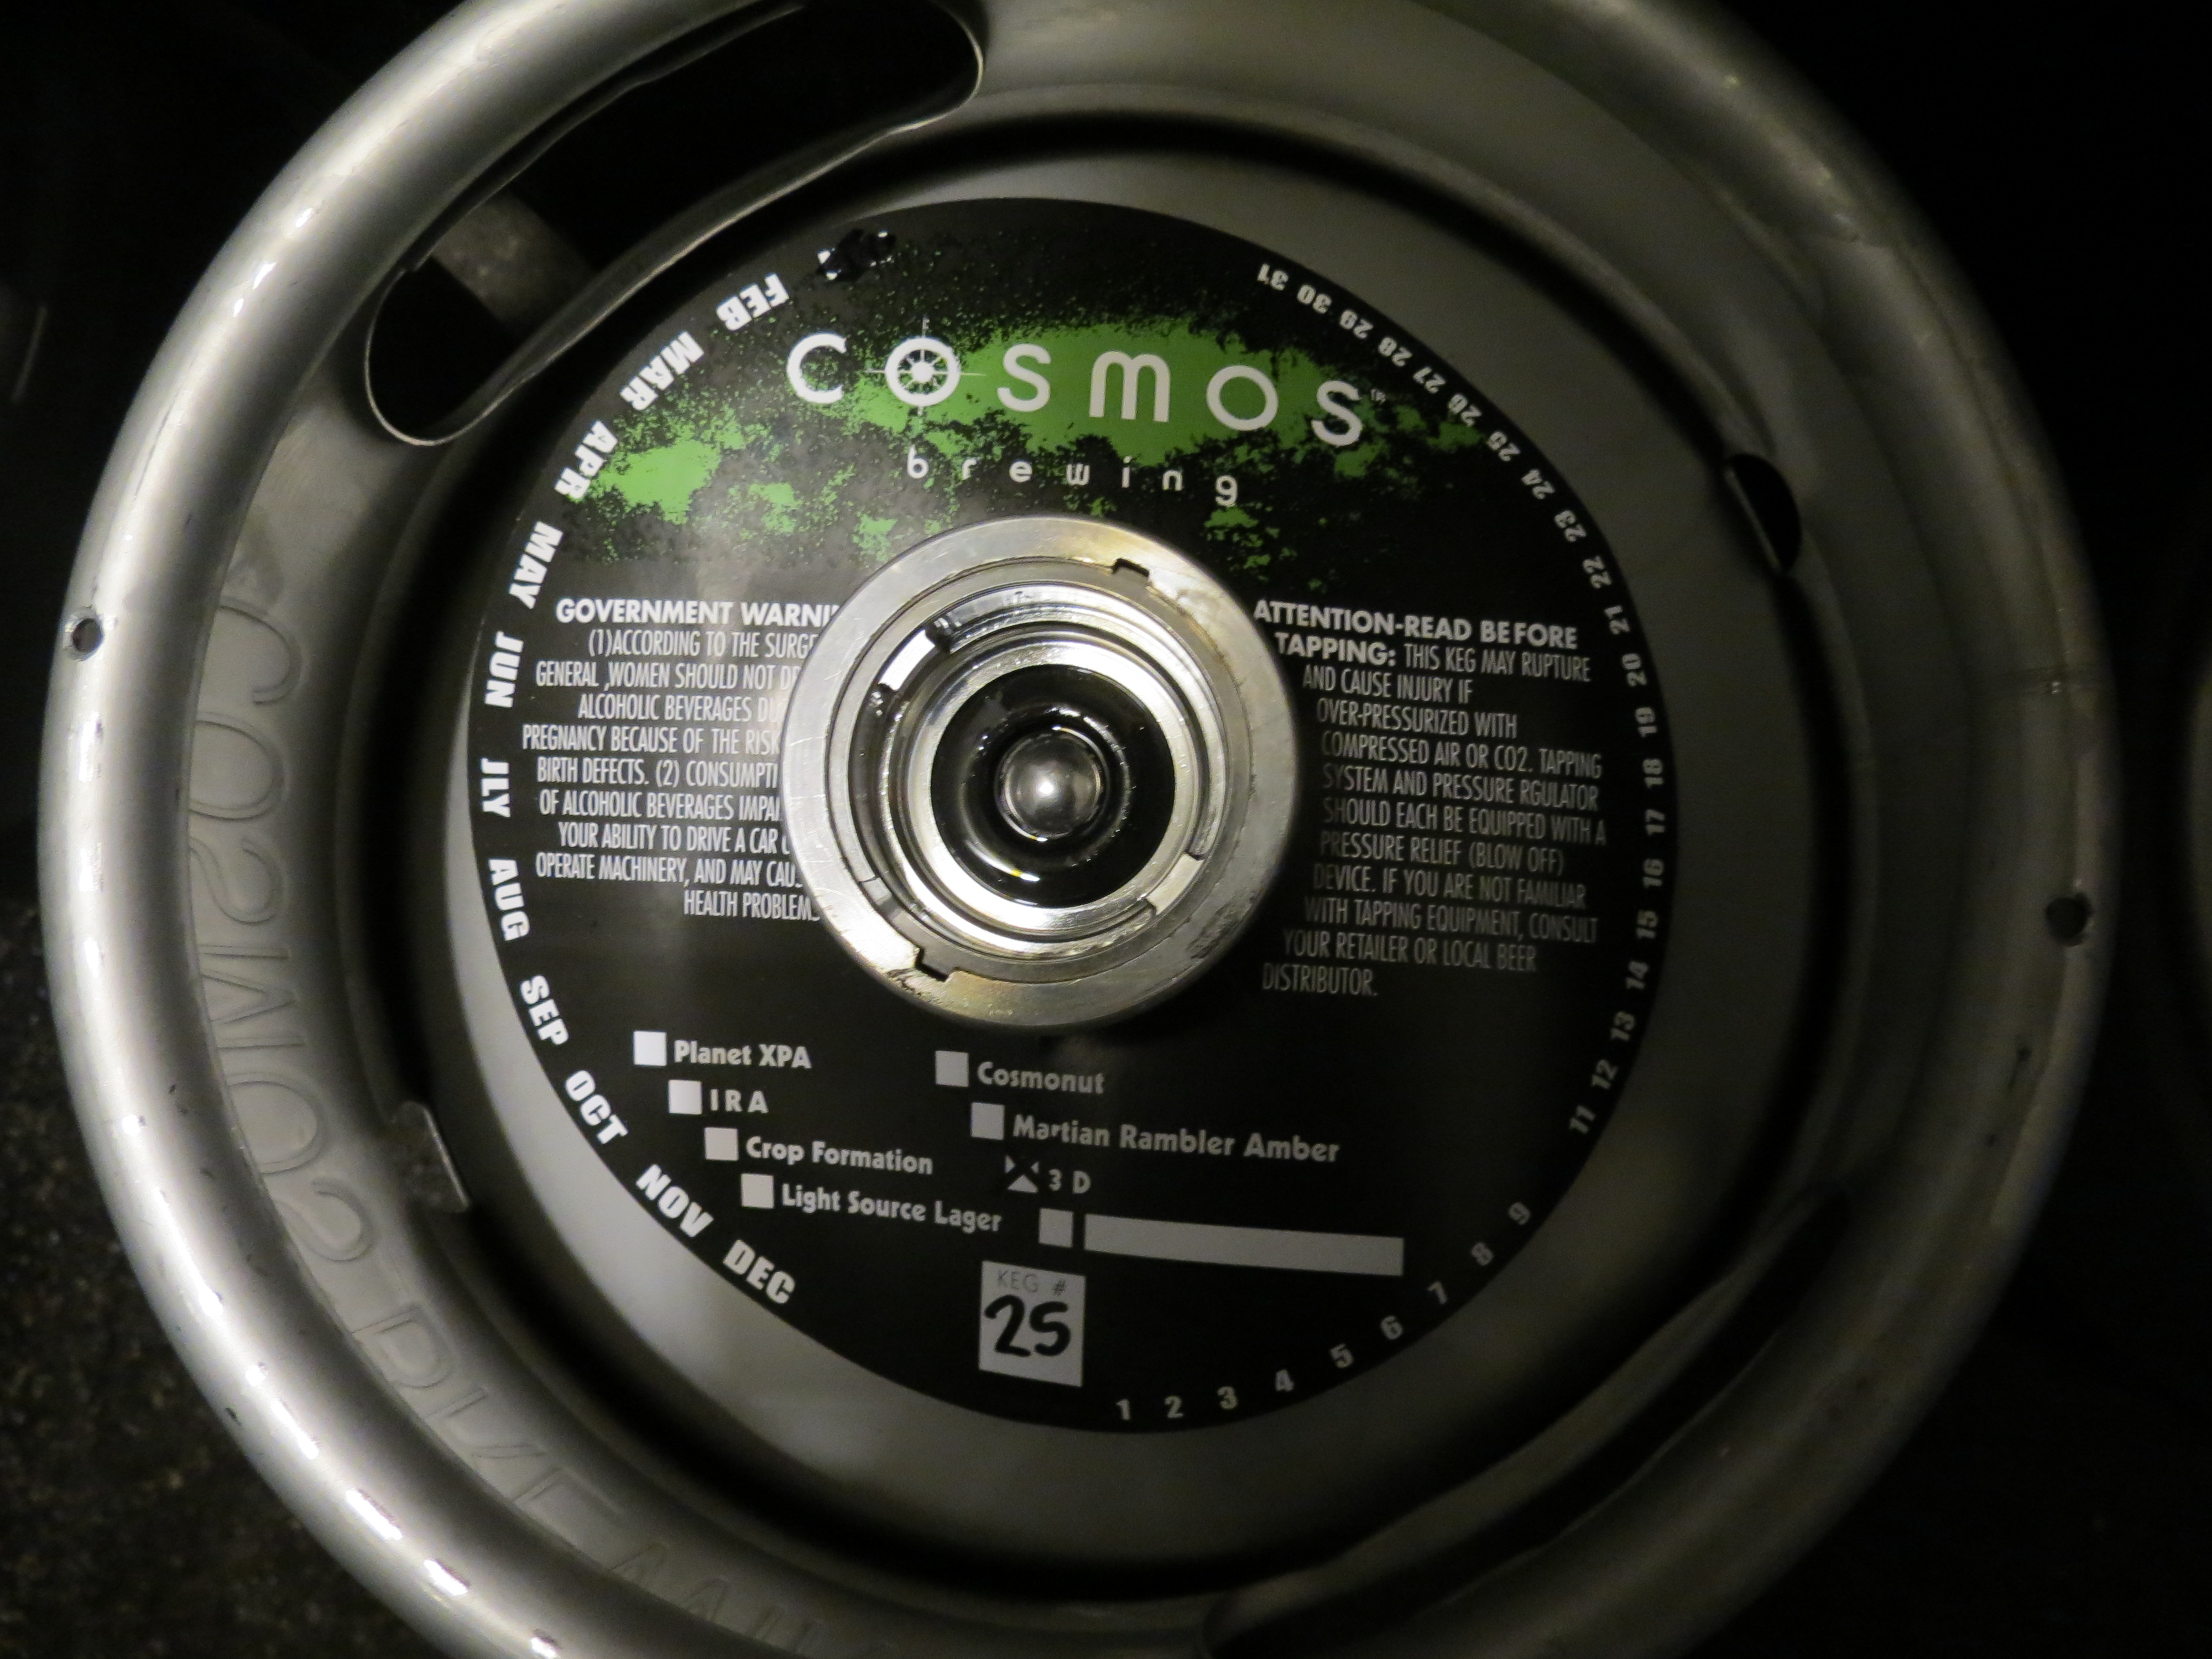 COSMOS
brewing
FEB
MAR
APR
MAY
JUN
JLY
AUG
SEP
OCT
NOV
DEC
GOVERNMENT
(1)ACCORDING TO THE
GENERAL ,WOMEN SHOULD NOT
ALCOHOLIC BEVERAGES
PREGNANCY BECAUSE OF THE RISK
BIRTH DEFECTS. (2)
OF ALCOHOLIC BEVERAGES
YOUR ABILITY TO DRIVE A CAR
OPERATE MACHINERY, AND MAY
HEALTH
ATTENTION-READ BEFORE
TAPPING: THIS KEG MAY RUPTURE
AND CAUSE INJURY IF
OVER-PRESSURIZED WITH
COMPRESSED AIR OR CO2. TAPPING
SYSTEM AND PRESSURE RGULATOR
SHOULD EACH BE EQUIPPED WITH A
PRESSURE RELIEF (BLOW OFF)
DEVICE. IF YOU ARE NOT FAMILIAR
WITH TAPPING EQUIPMENT, CONSULT
YOUR RETAILER OR LOCAL BEER
DISTRIBUTOR.
Planet XPA
IRA
Crop Formation
Light Source Lager
Cosmonut
Martian Rambler Amber
3 D
KEG #
25
1 2 3 4 5 6 7 8 9 11 12 13 14 15 16 17 18 19 20 21 22 23 24 25 26 27 28 29 30 31
COSMOS